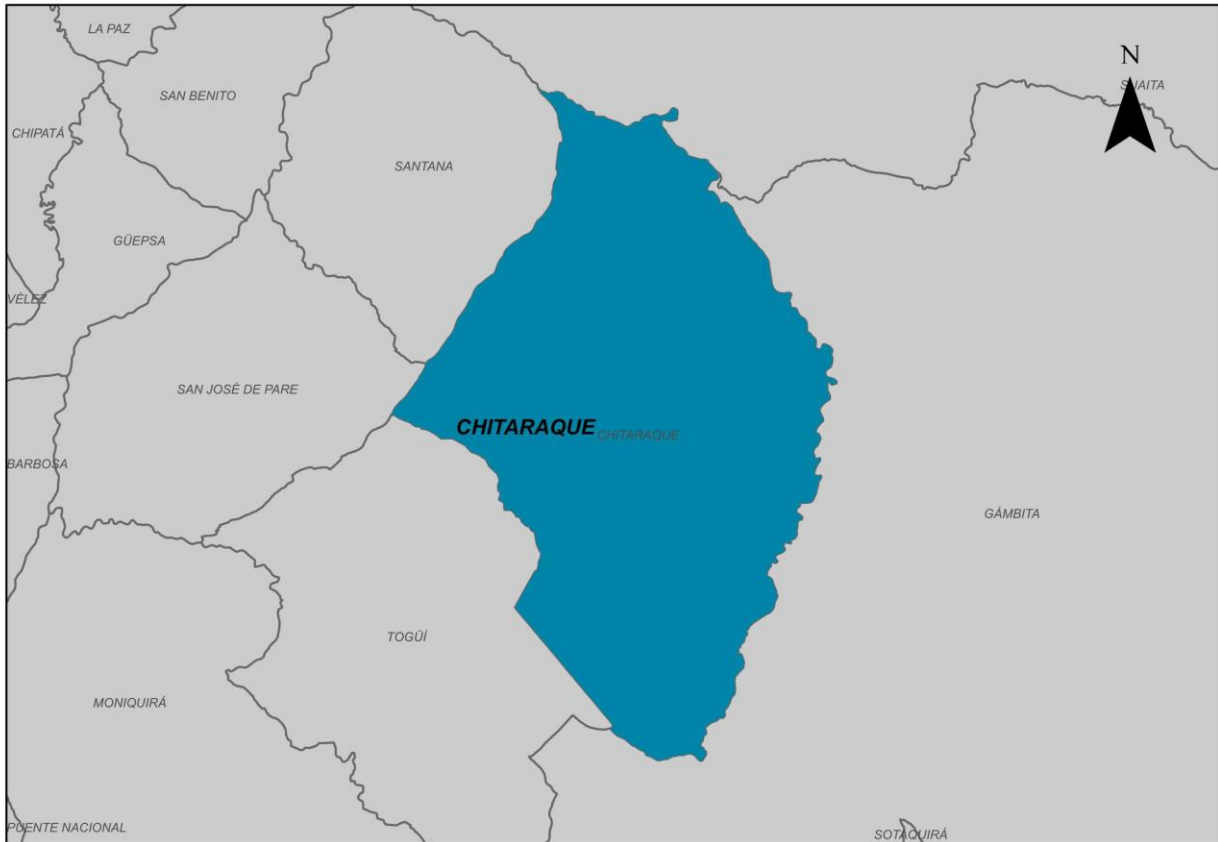 LA PAZ
N
SUAITA
SAN BENITO
CHIPATÁ
SANTANA
GÜEPSA
VÉLEZ
SAN JOSÉ DE PARE
CHITARAQUE
CHITARAQUE
BARBOSA
GÁMBITA
TOGÜÍ
MONIQUIRÁ
PUENTE NACIONAL
SOTAQUIRÁ